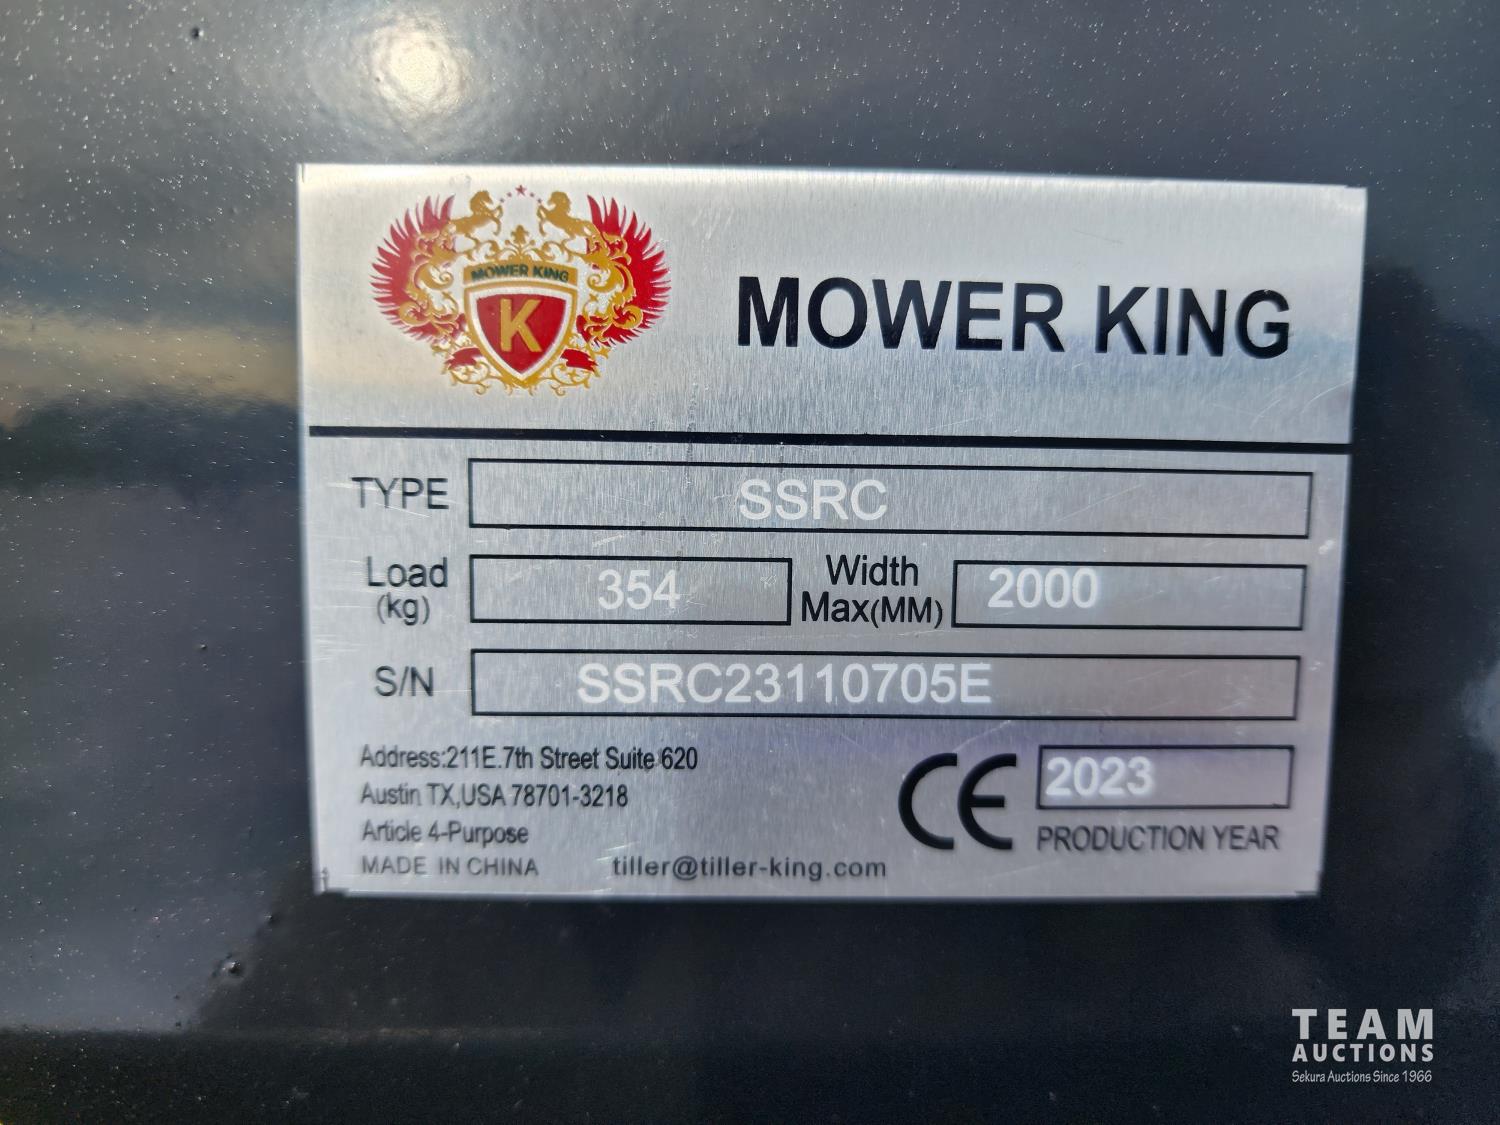 MOWER KING
K
MOWER KING
TYPE SSRC
Load (kg) 354 Width Max(MM) 2000
S/N SSRC23110705E
Address:211E.7th Street Suite 620
Austin TX,USA 78701-3218
Article 4-Purpose
MADE IN CHINA tiller@tiller-king.com
CE 2023
PRODUCTION YEAR
TEAM
AUCTIONS
Sekura Auctions Since 1966